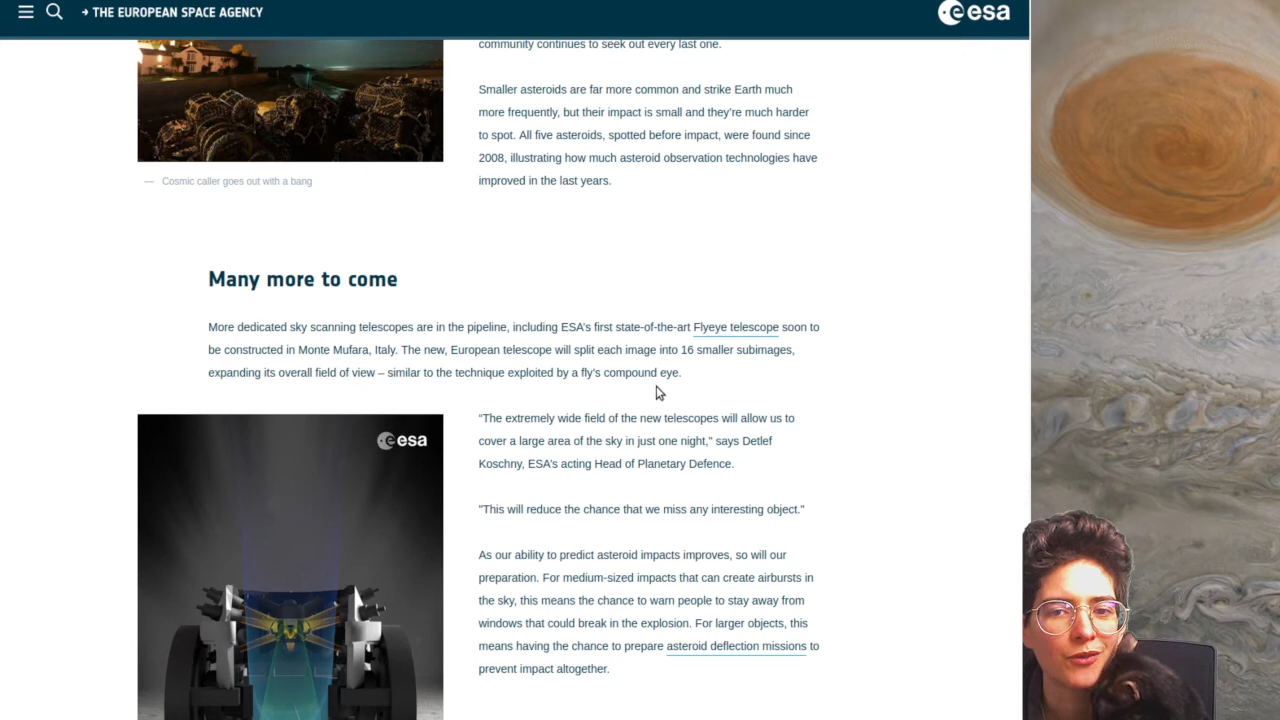 → THE EUROPEAN SPACE AGENCY
esa
community continues to seek out every last one.
Smaller asteroids are far more common and strike Earth much
more frequently, but their impact is small and they're much harder
to spot. All five asteroids, spotted before impact, were found since
2008, illustrating how much asteroid observation technologies have
improved in the last years.
— Cosmic caller goes out with a bang
Many more to come
More dedicated sky scanning telescopes are in the pipeline, including ESA's first state-of-the-art Flyeye telescope soon to
be constructed in Monte Mufara, Italy. The new, European telescope will split each image into 16 smaller subimages,
expanding its overall field of view – similar to the technique exploited by a fly's compound eye.
esa
“The extremely wide field of the new telescopes will allow us to
cover a large area of the sky in just one night,” says Detlef
Koschny, ESA's acting Head of Planetary Defence.
"This will reduce the chance that we miss any interesting object."
As our ability to predict asteroid impacts improves, so will our
preparation. For medium-sized impacts that can create airbursts in
the sky, this means the chance to warn people to stay away from
windows that could break in the explosion. For larger objects, this
means having the chance to prepare asteroid deflection missions to
prevent impact altogether.